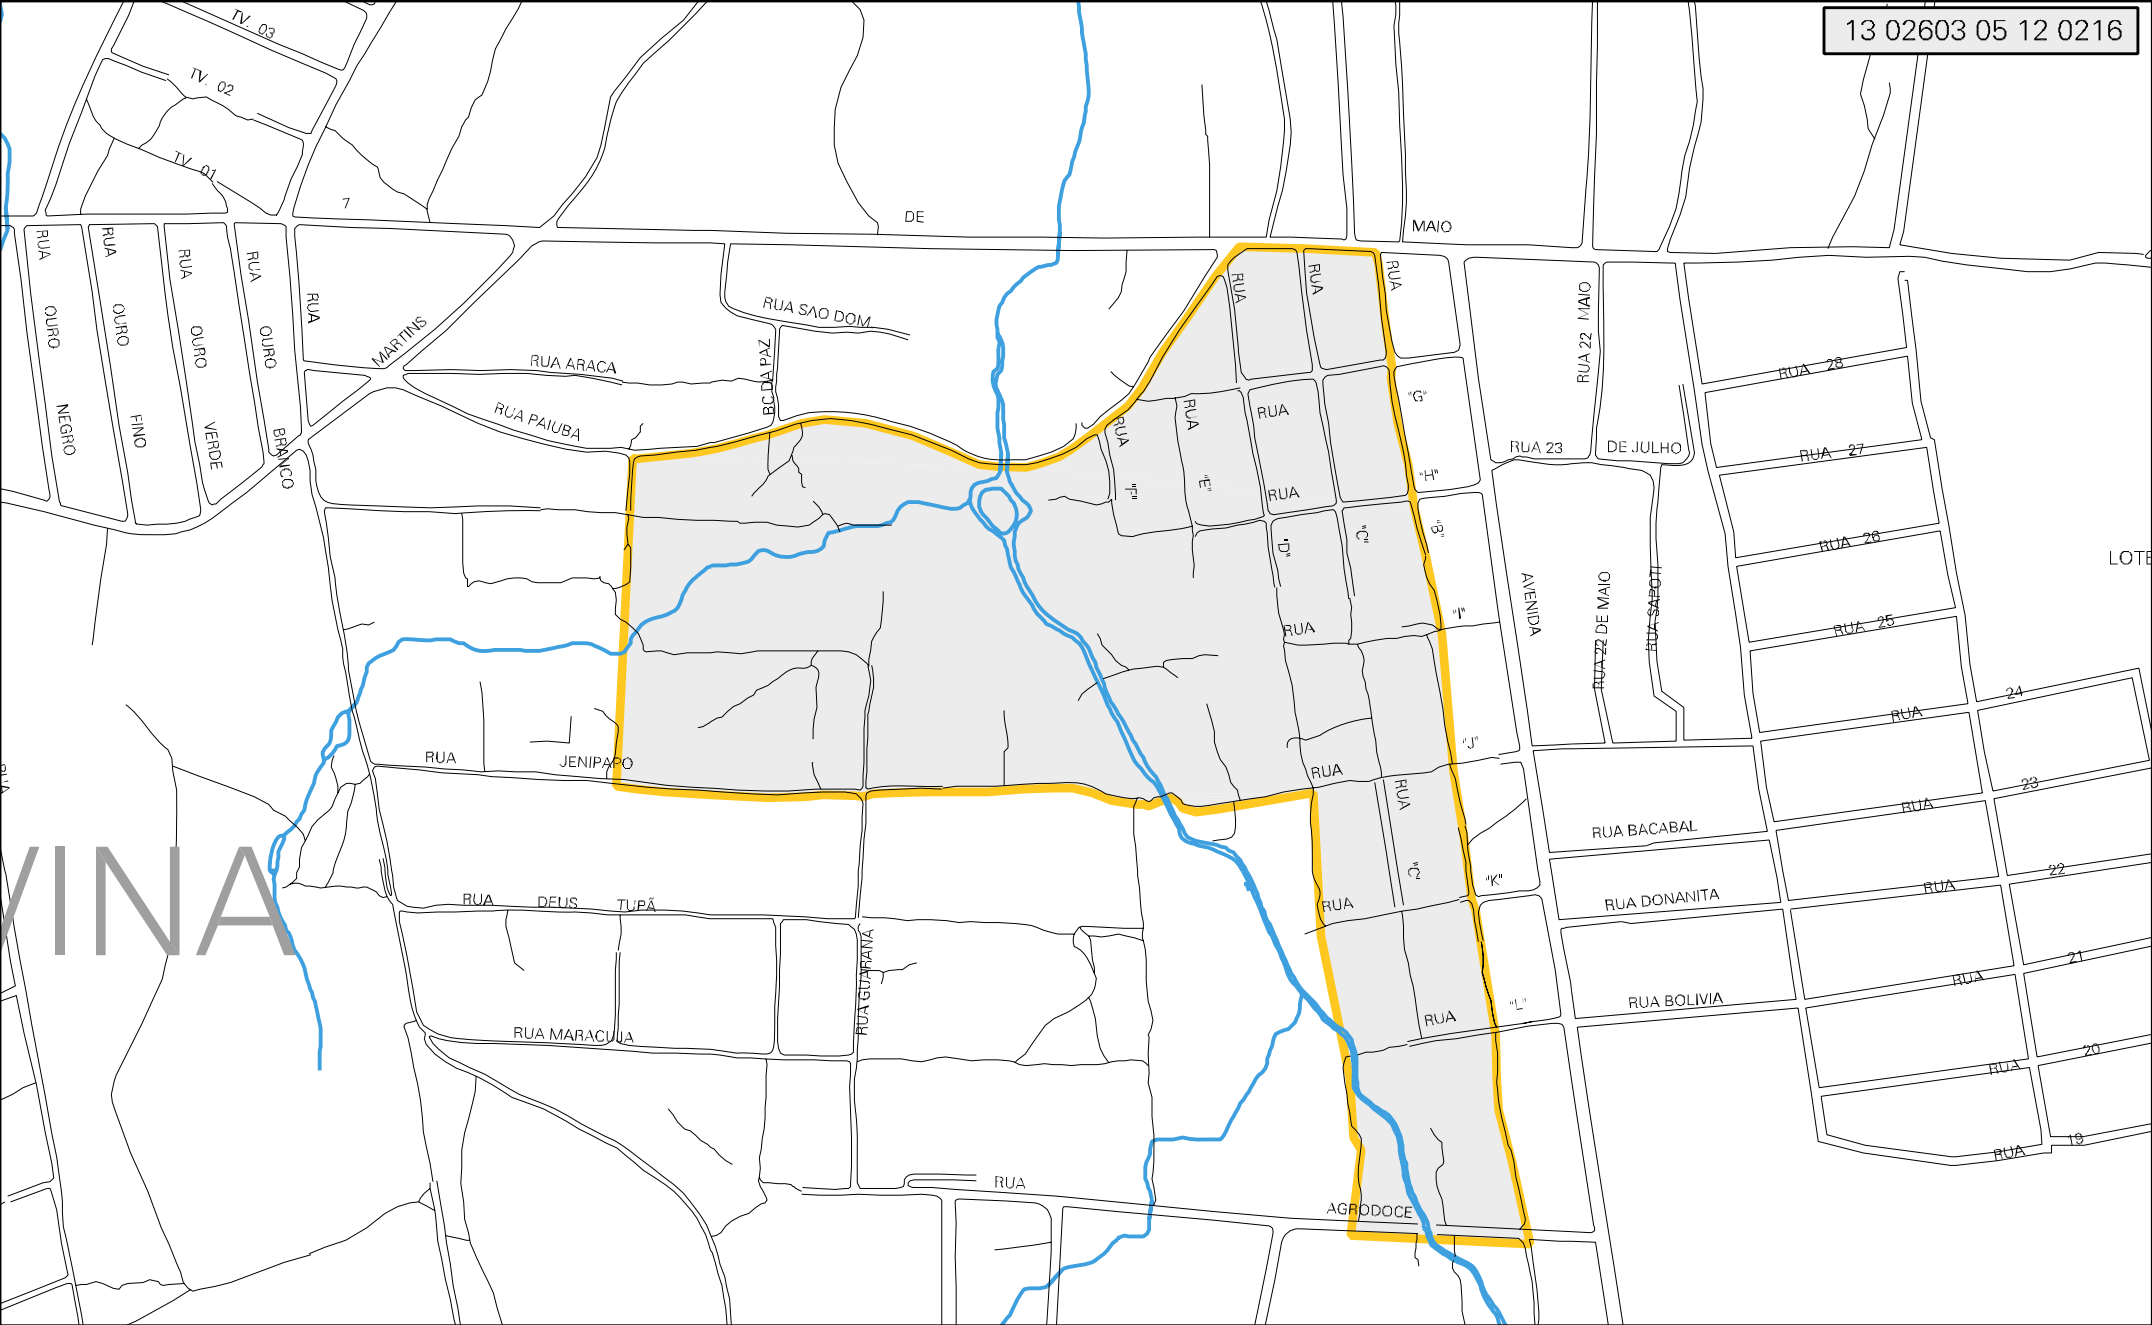 13 02603 05 12 0216
TV. 03
TV. 02
TV. 01
7 DE MAIO
RUA OURO NEGRO
RUA OURO FINO
RUA OURO VERDE
RUA OURO BRANCO
RUA
MARTINS
RUA SAO DOM
RUA ARACA
BC DA PAZ
RUA PAIUBA
RUA
RUA
RUA
"G"
RUA 22 MAIO
RUA 28
RUA
RUA
RUA
"F"
"E"
RUA
"H"
RUA 23 DE JULHO
RUA 27
"D"
"C"
"B"
RUA 26
LOTE
RUA
"I"
AVENIDA
RUA 22 DE MAIO
RUA SAPOTI
RUA 25
RUA 24
RUA JENIPAPO
RUA
"J"
RUA 23
RUA "C"
RUA BACABAL
VINA
RUA
"K"
RUA DONANITA
RUA 22
RUA DEUS TUPÃ
RUA GUARANA
RUA 21
RUA
"L"
RUA BOLIVIA
RUA MARACUJA
RUA 20
RUA 19
RUA AGRODOCE